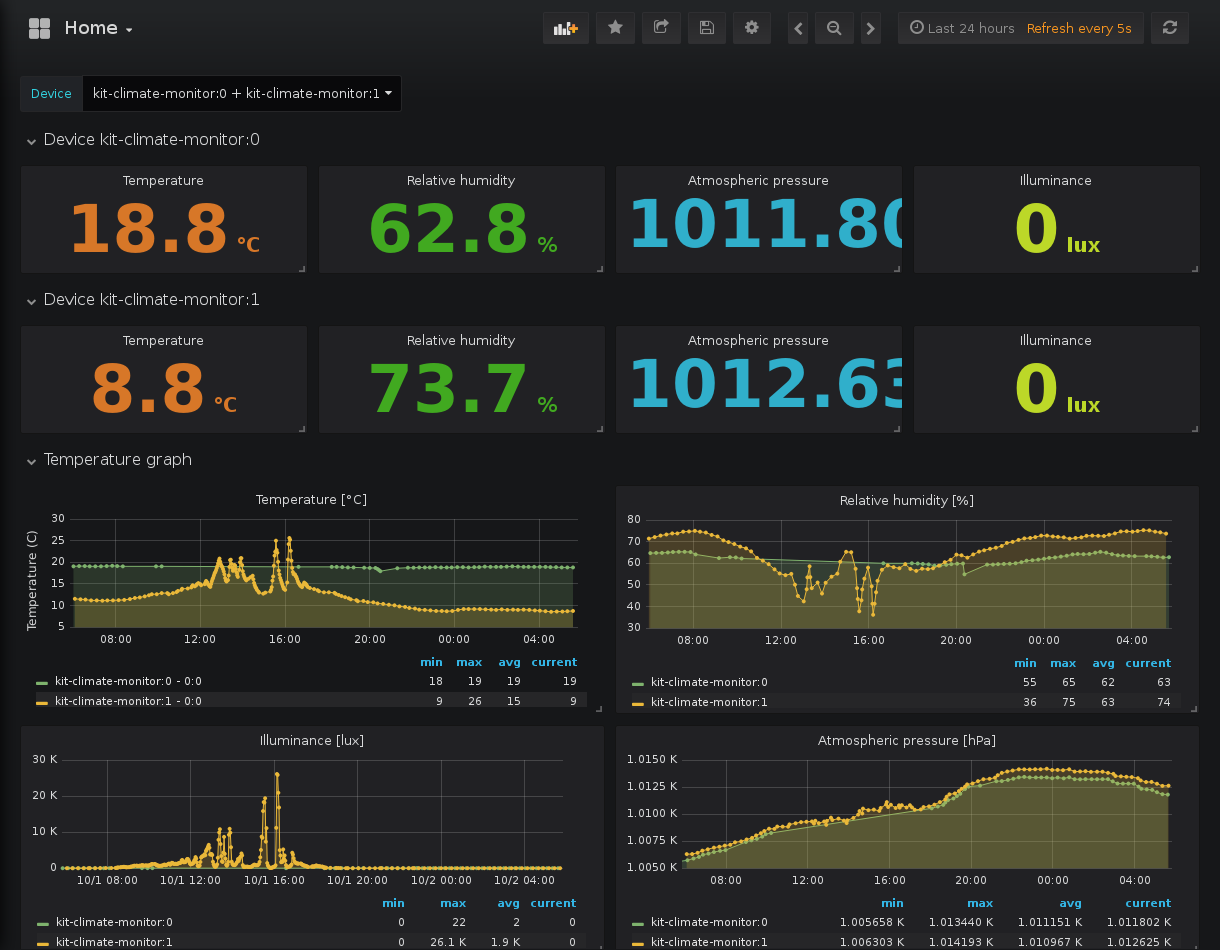 Home
Last 24 hours Refresh every 5s
Device kit-climate-monitor:0 + kit-climate-monitor:1
Device kit-climate-monitor:0
Temperature Relative humidity Atmospheric pressure Illuminance
18.8 °C 62.8 % 1011.80 0 lux
Device kit-climate-monitor:1
Temperature Relative humidity Atmospheric pressure Illuminance
8.8 °C 73.7 % 1012.63 0 lux
Temperature graph
Temperature [°C]
Temperature (C)
30
25
20
15
10
5
08:00 12:00 16:00 20:00 00:00 04:00
min max avg current
kit-climate-monitor:0 - 0:0 18 19 19 19
kit-climate-monitor:1 - 0:0 9 26 15 9
Relative humidity [%]
80
70
60
50
40
30
08:00 12:00 16:00 20:00 00:00 04:00
min max avg current
kit-climate-monitor:0 55 65 62 63
kit-climate-monitor:1 36 75 63 74
Illuminance [lux]
30 K
20 K
10 K
0
10/1 08:00 10/1 12:00 10/1 16:00 10/1 20:00 10/2 00:00 10/2 04:00
min max avg current
kit-climate-monitor:0 0 22 2 0
kit-climate-monitor:1 0 26.1 K 1.9 K 0
Atmospheric pressure [hPa]
1.0150 K
1.0125 K
1.0100 K
1.0075 K
1.0050 K
08:00 12:00 16:00 20:00 00:00 04:00
min max avg current
kit-climate-monitor:0 1.005658 K 1.013440 K 1.011151 K 1.011802 K
kit-climate-monitor:1 1.006303 K 1.014193 K 1.010967 K 1.012625 K